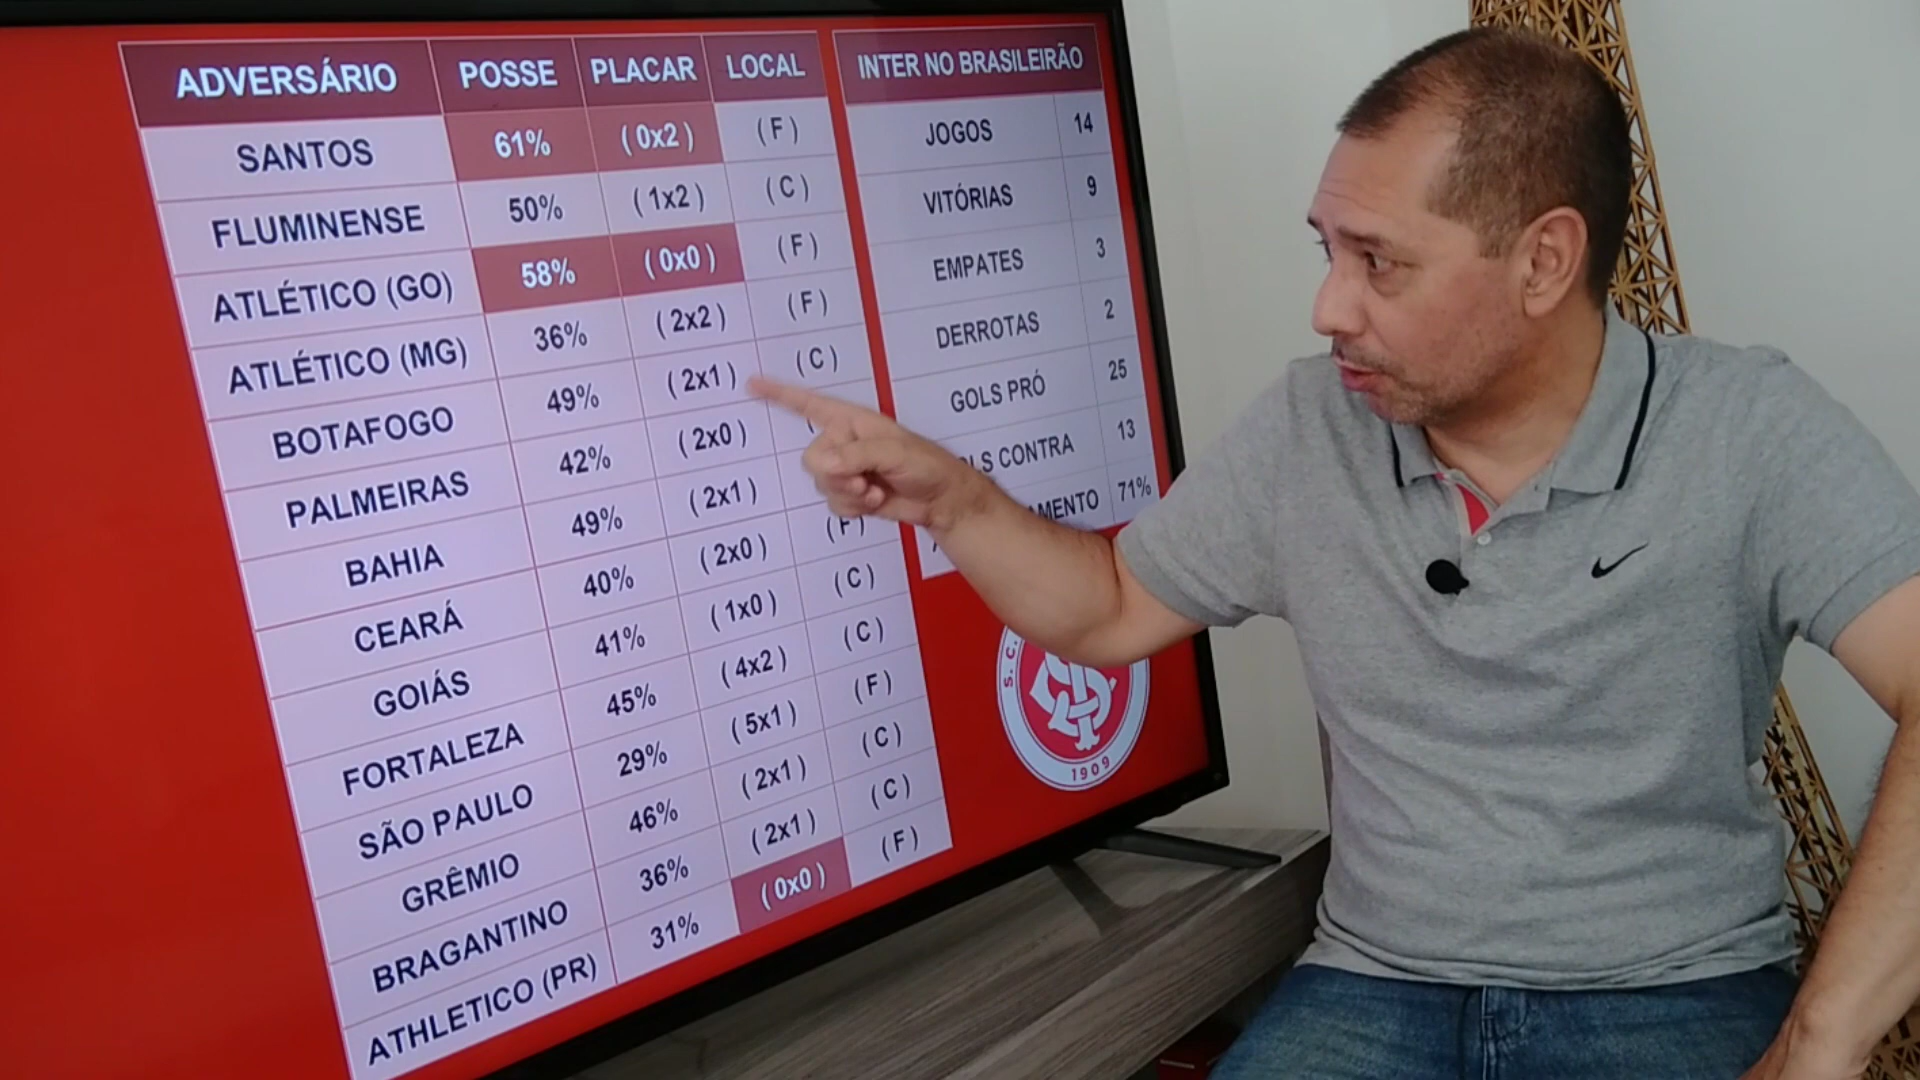 ADVERSÁRIO POSSE PLACAR LOCAL
SANTOS 61% ( 0x2 ) ( F )
FLUMINENSE 50% ( 1x2 ) ( C )
ATLÉTICO (GO) 58% ( 0x0 ) ( F )
ATLÉTICO (MG) 36% ( 2x2 ) ( F )
BOTAFOGO 49% ( 2x1 ) ( C )
PALMEIRAS 42% ( 2x0 )
BAHIA 49% ( 2x1 )
CEARÁ 40% ( 2x0 ) ( F )
GOIÁS 41% ( 1x0 ) ( C )
FORTALEZA 45% ( 4x2 ) ( C )
SÃO PAULO 29% ( 5x1 ) ( F )
GRÊMIO 46% ( 2x1 ) ( C )
BRAGANTINO 36% ( 2x1 ) ( C )
ATHLETICO (PR) 31% ( 0x0 ) ( F )
INTER NO BRASILEIRÃO
JOGOS 14
VITÓRIAS 9
EMPATES 3
DERROTAS 2
GOLS PRÓ 25
LS CONTRA 13
AMENTO 71%
S. C.
1909